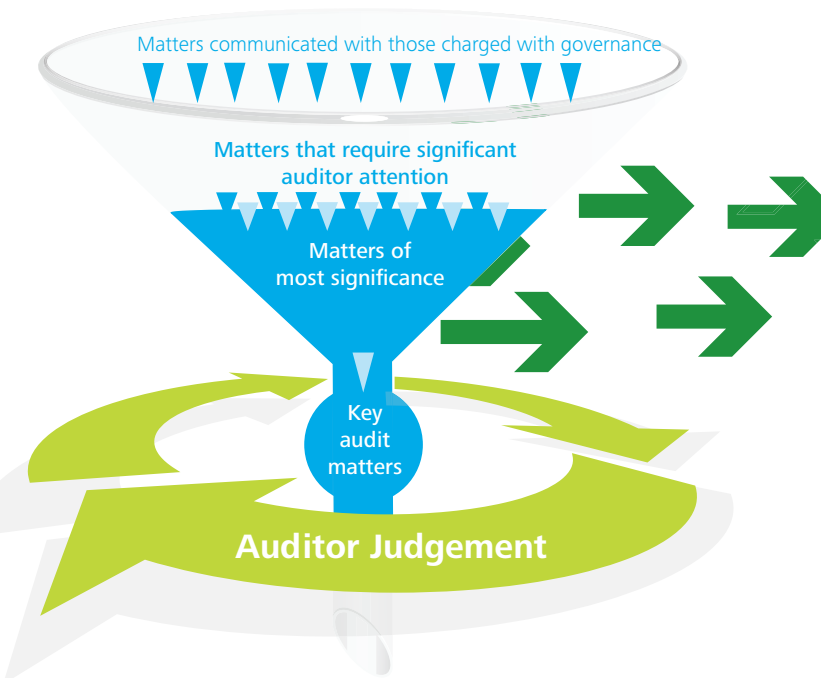 Matters communicated with those charged with governance
Matters that require significant
auditor attention
Matters of
most significance
Key
audit
matters
Auditor Judgement